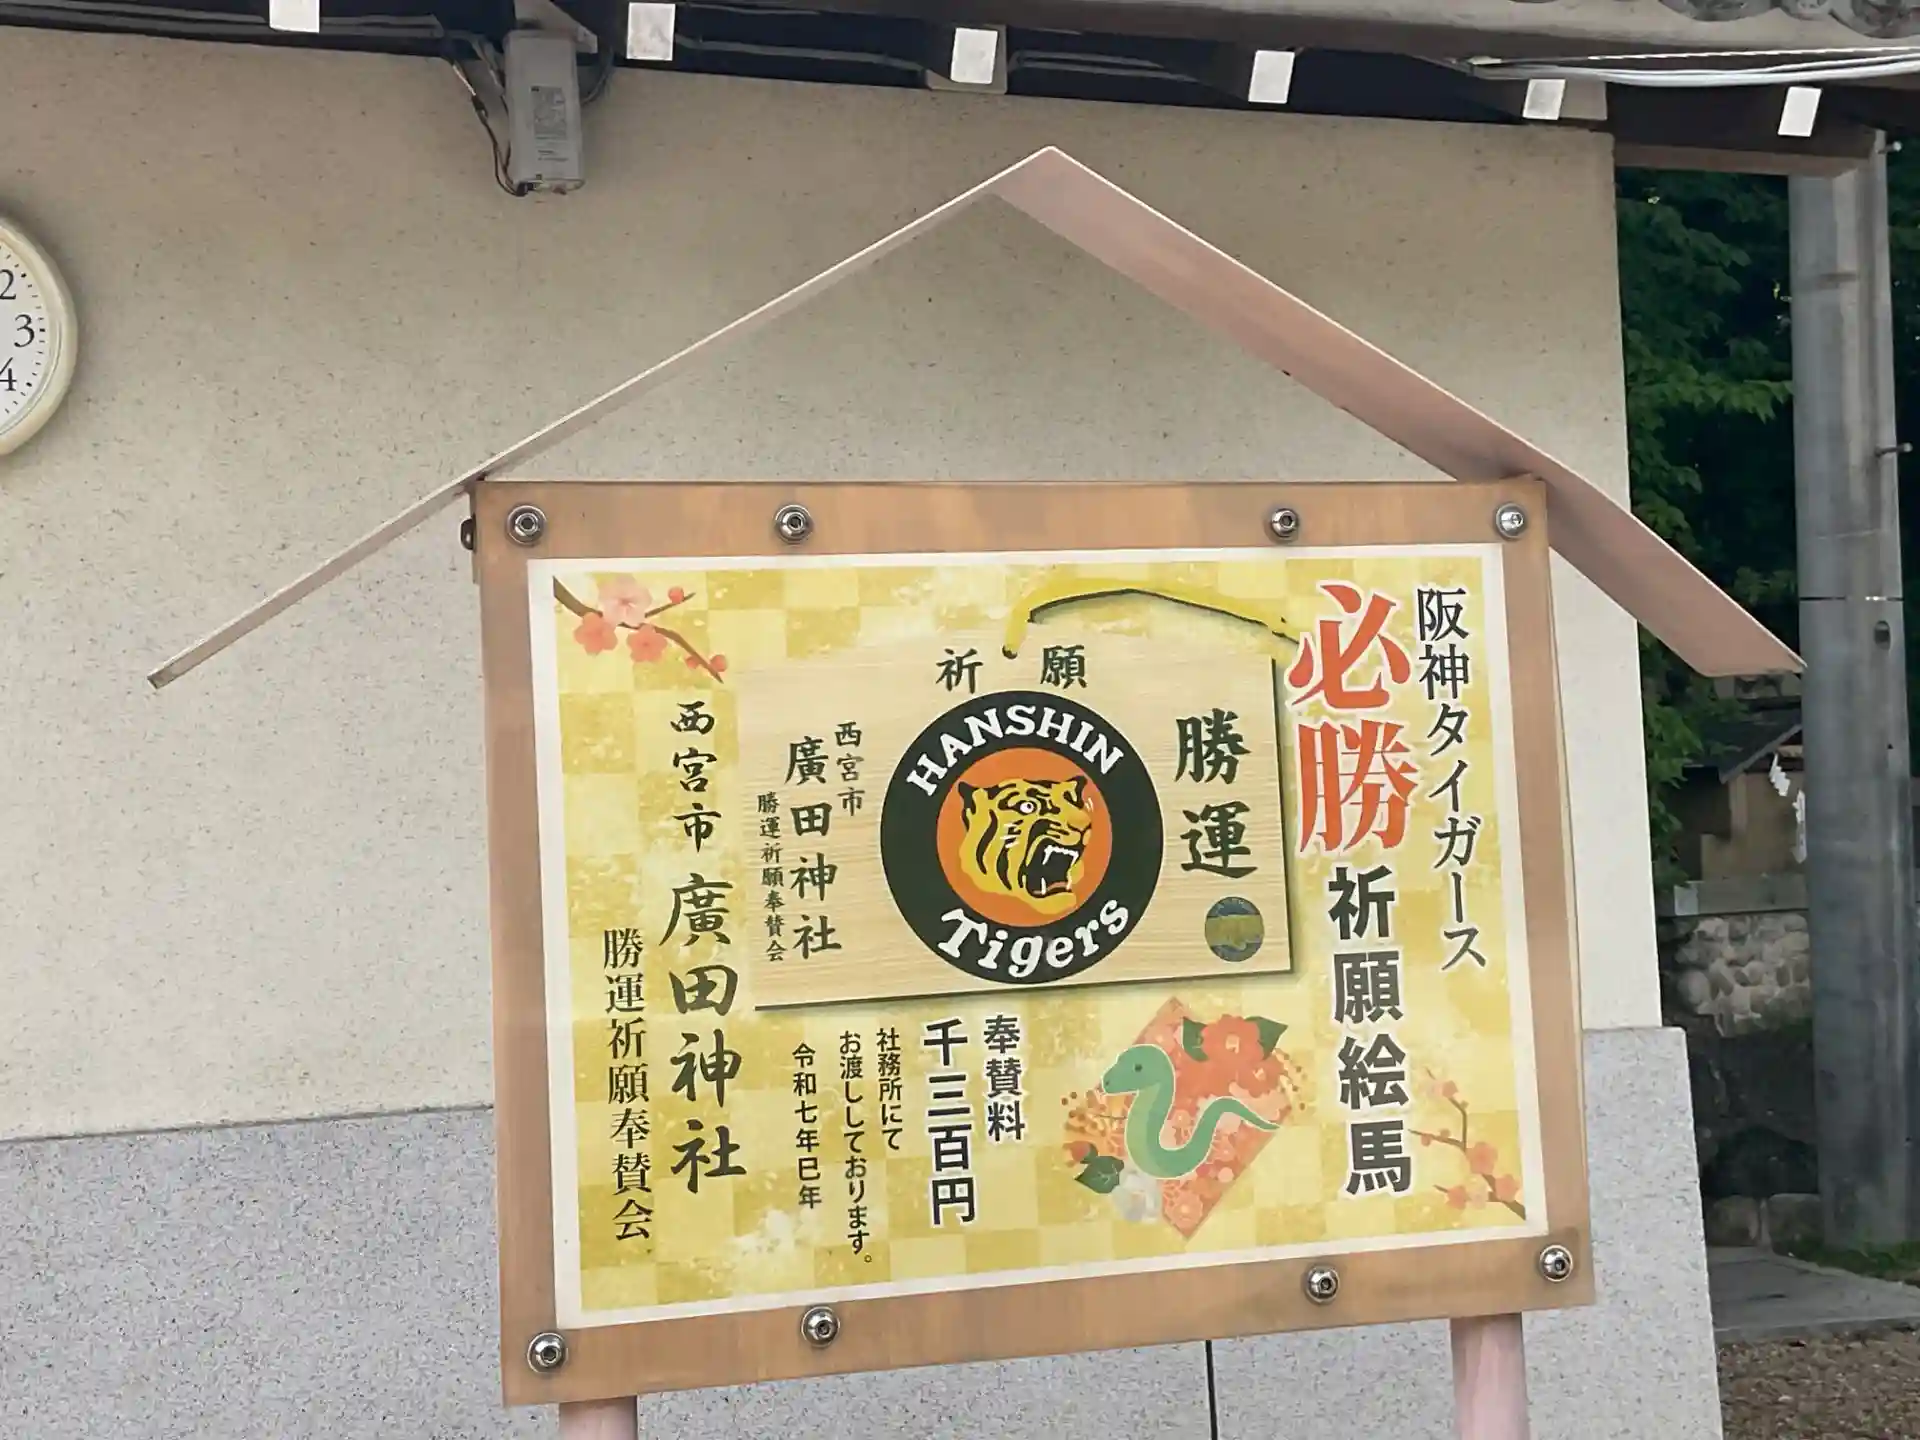 阪神タイガース
必勝祈願絵馬
祈願
勝運
HANSHIN
Tigers
西宮市
廣田神社
勝運祈願奉賛会
奉賛料
千三百円
社務所にて
お渡ししております。
令和七年巳年
西宮市 廣田神社
勝運祈願奉賛会
2
3
4